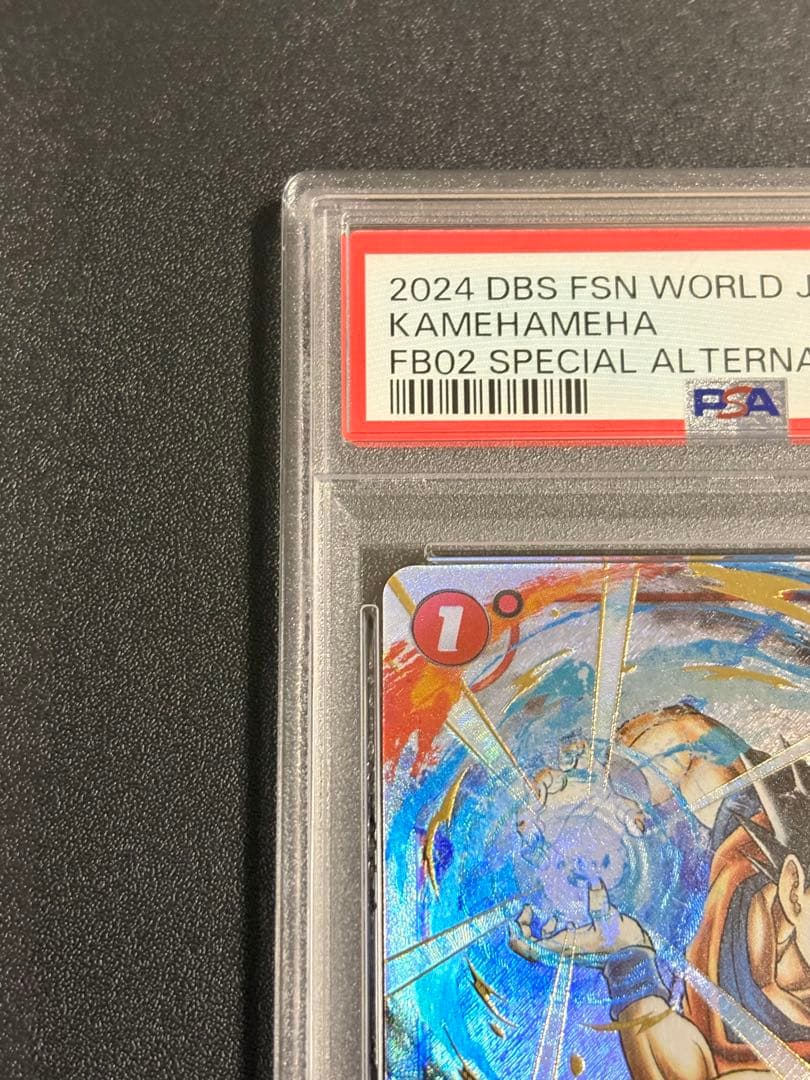 2024 DBS FSN WORLD J
KAMEHAMEHA
FB02 SPECIAL ALTERNA
PSA
1